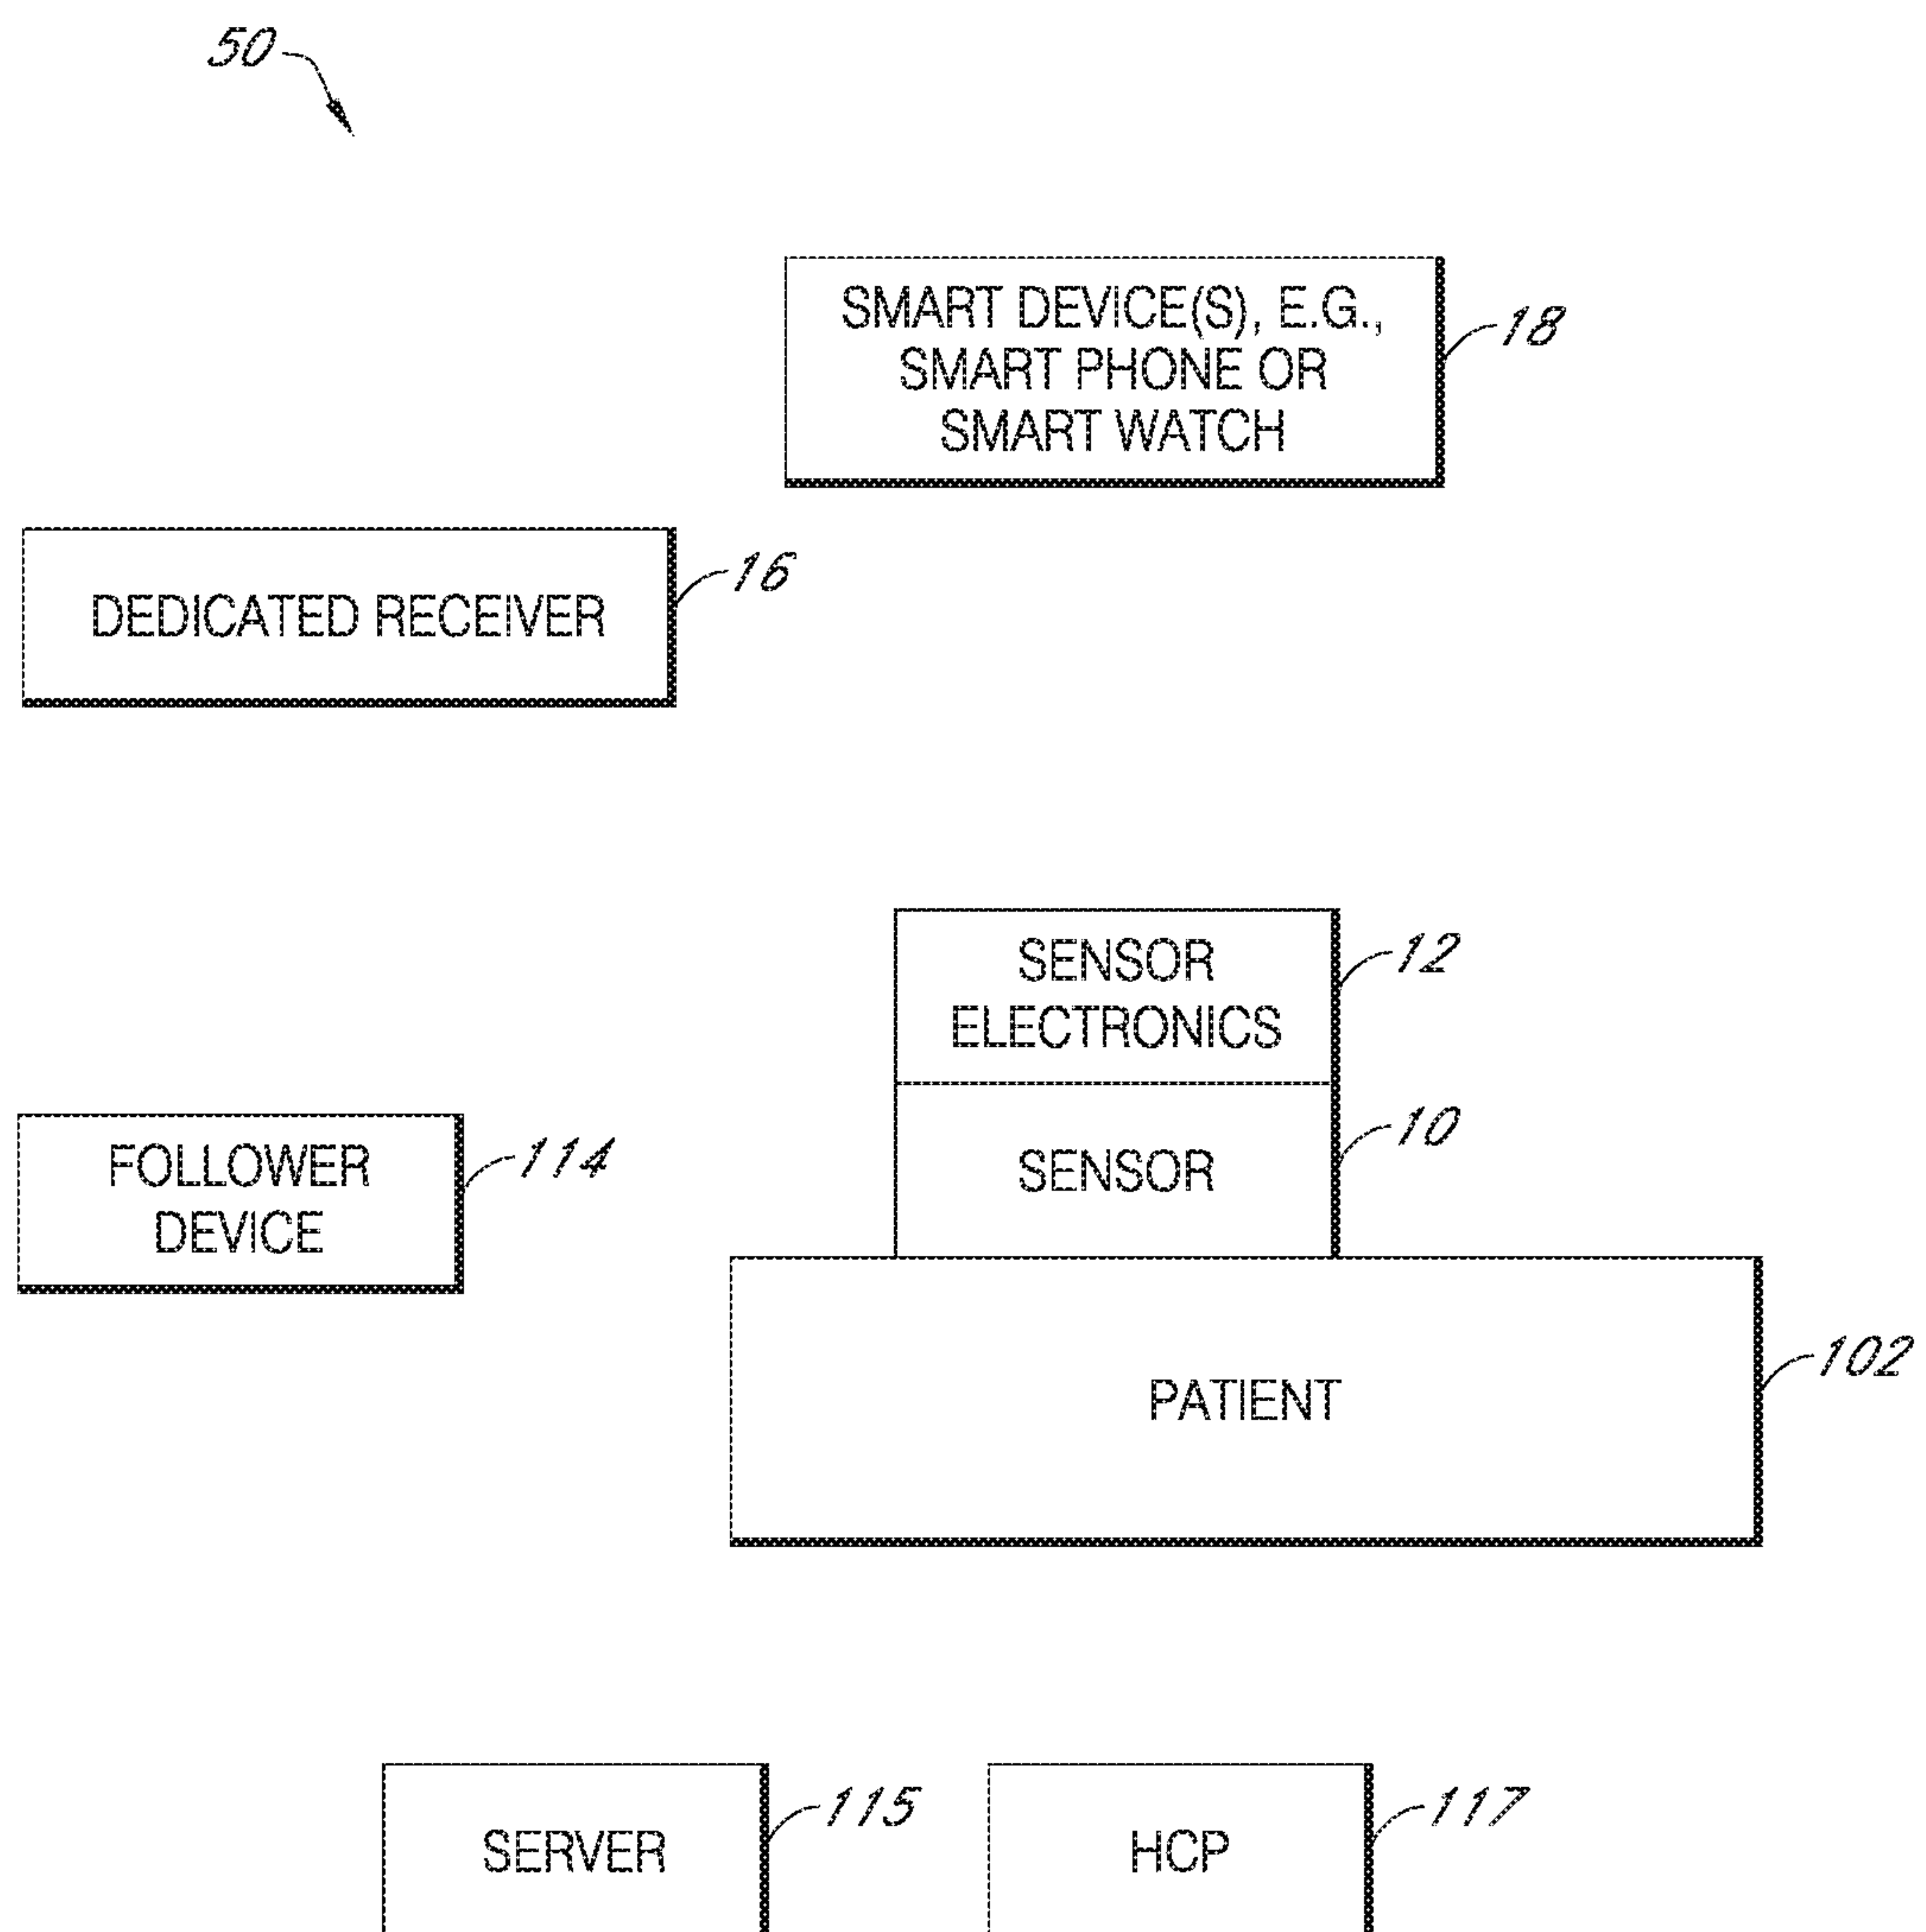 50
SMART DEVICE(S), E.G.,
SMART PHONE OR
SMART WATCH
18
DEDICATED RECEIVER
16
SENSOR
ELECTRONICS
12
FOLLOWER
DEVICE
114
SENSOR
10
PATIENT
102
SERVER
115
HCP
117